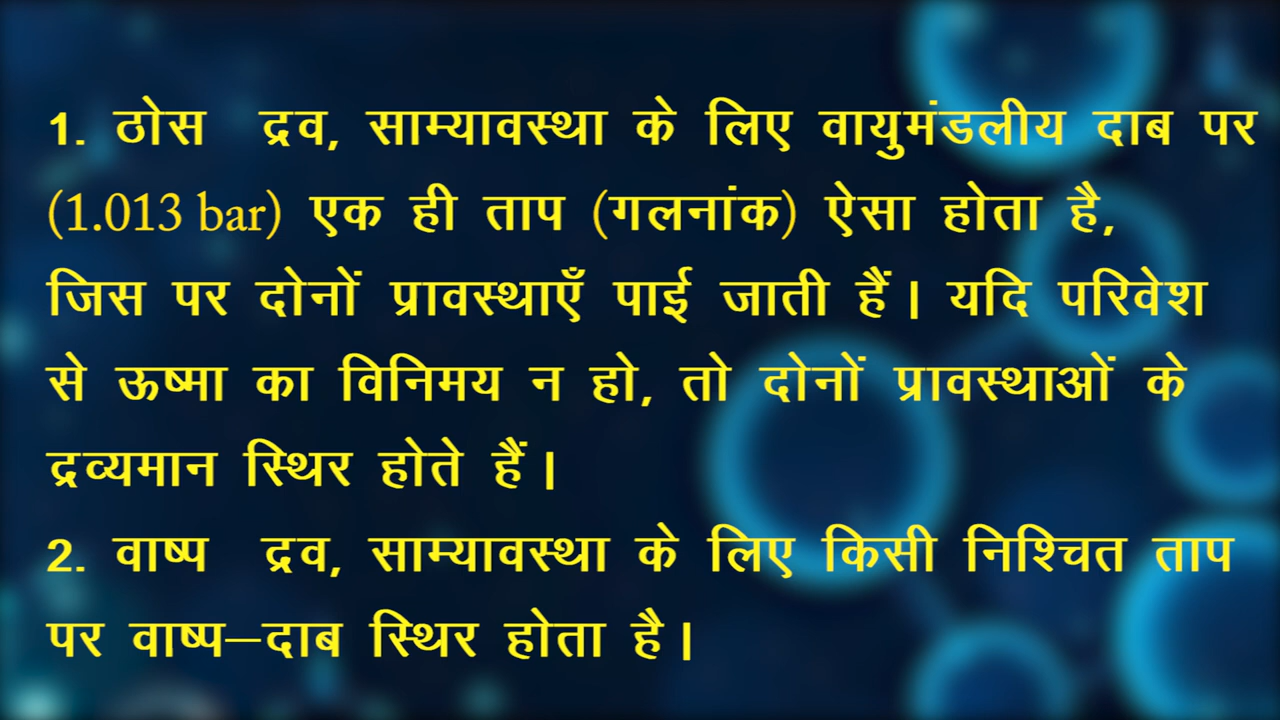 1. ठोस द्रव, साम्यावस्था के लिए वायुमंडलीय दाब पर
(1.013 bar) एक ही ताप (गलनांक) ऐसा होता है,
जिस पर दोनों प्रावस्थाएँ पाई जाती हैं। यदि परिवेश
से ऊष्मा का विनिमय न हो, तो दोनों प्रावस्थाओं के
द्रव्यमान स्थिर होते हैं।
2. वाष्प द्रव, साम्यावस्था के लिए किसी निश्चित ताप
पर वाष्प–दाब स्थिर होता है।